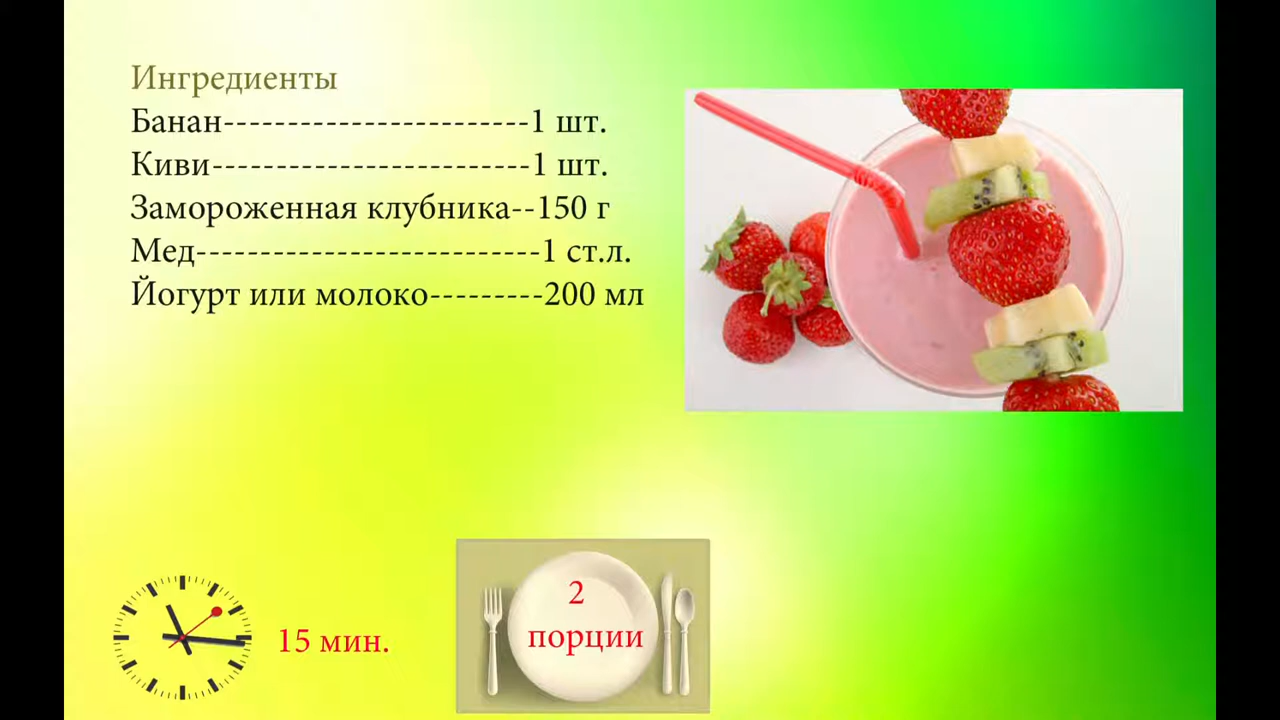 Ингредиенты
Банан------------------------1 шт.
Киви-------------------------1 шт.
Замороженная клубника--150 г
Мед---------------------------1 ст.л.
Йогурт или молоко---------200 мл
15 мин.
2
порции